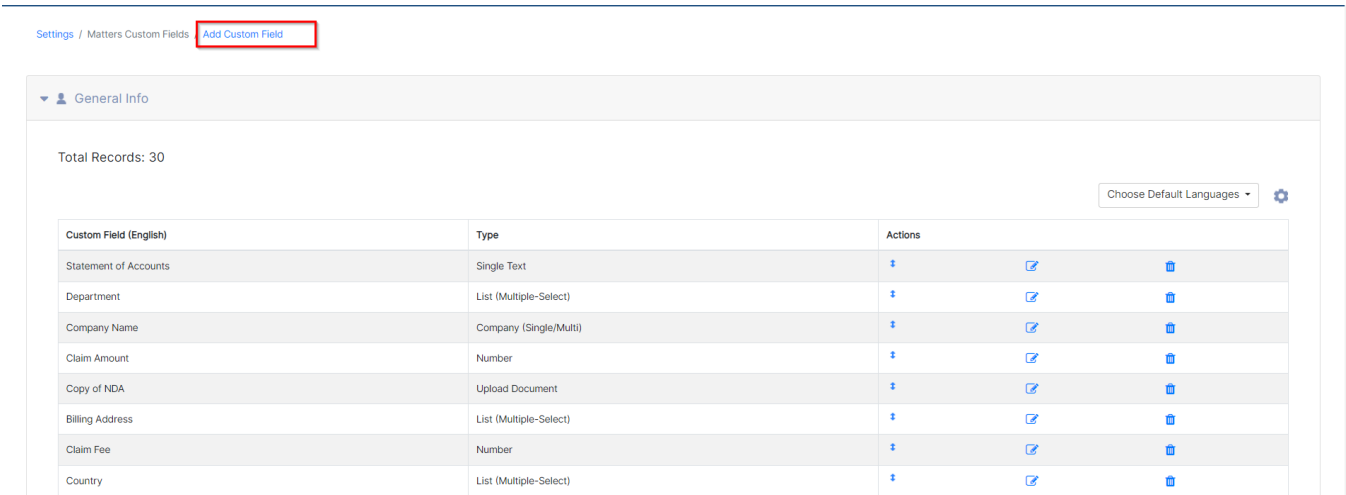 Settings / Matters Custom Fields / Add Custom Field
General Info
Total Records: 30
Choose Default Languages
Custom Field (English) Type Actions
Statement of Accounts Single Text
Department List (Multiple-Select)
Company Name Company (Single/Multi)
Claim Amount Number
Copy of NDA Upload Document
Billing Address List (Multiple-Select)
Claim Fee Number
Country List (Multiple-Select)